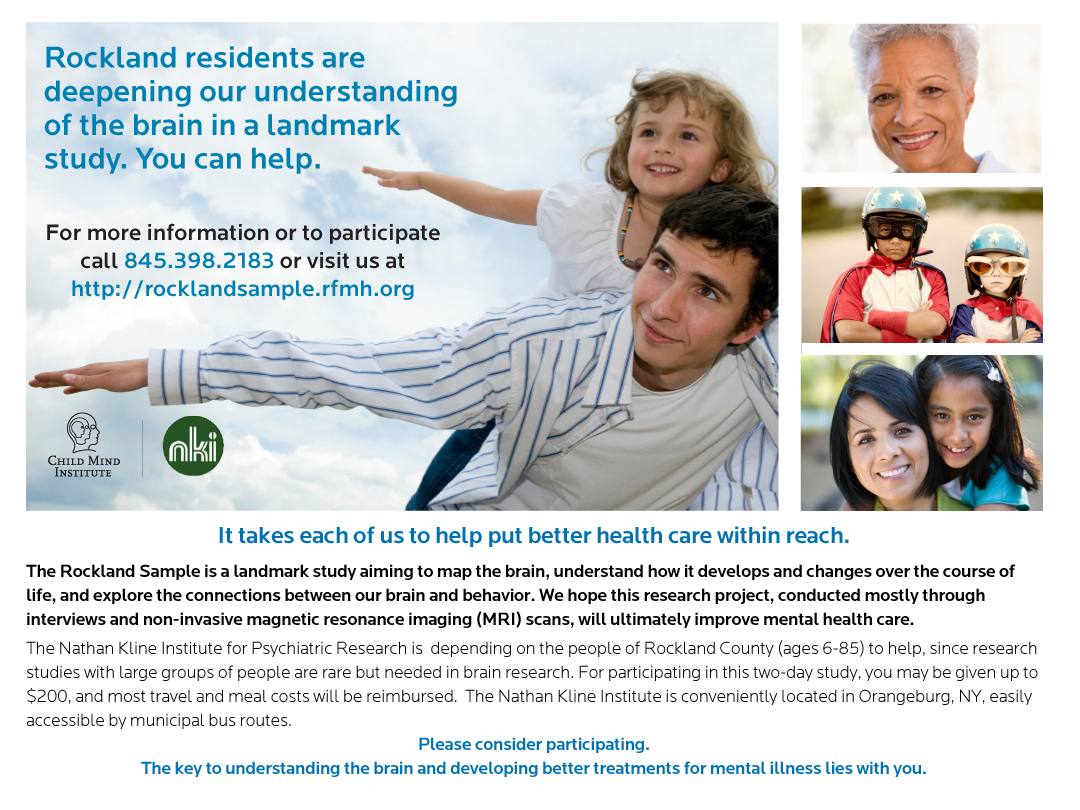 Rockland residents are
deepening our understanding
of the brain in a landmark
study. You can help.
For more information or to participate
call 845.398.2183 or visit us at
http://rocklandsample.rfmh.org
CHILD MIND
INSTITUTE
nki
It takes each of us to help put better health care within reach.
The Rockland Sample is a landmark study aiming to map the brain, understand how it develops and changes over the course of
life, and explore the connections between our brain and behavior. We hope this research project, conducted mostly through
interviews and non-invasive magnetic resonance imaging (MRI) scans, will ultimately improve mental health care.
The Nathan Kline Institute for Psychiatric Research is  depending on the people of Rockland County (ages 6-85) to help, since research
studies with large groups of people are rare but needed in brain research. For participating in this two-day study, you may be given up to
$200, and most travel and meal costs will be reimbursed.  The Nathan Kline Institute is conveniently located in Orangeburg, NY, easily
accessible by municipal bus routes.
Please consider participating.
The key to understanding the brain and developing better treatments for mental illness lies with you.